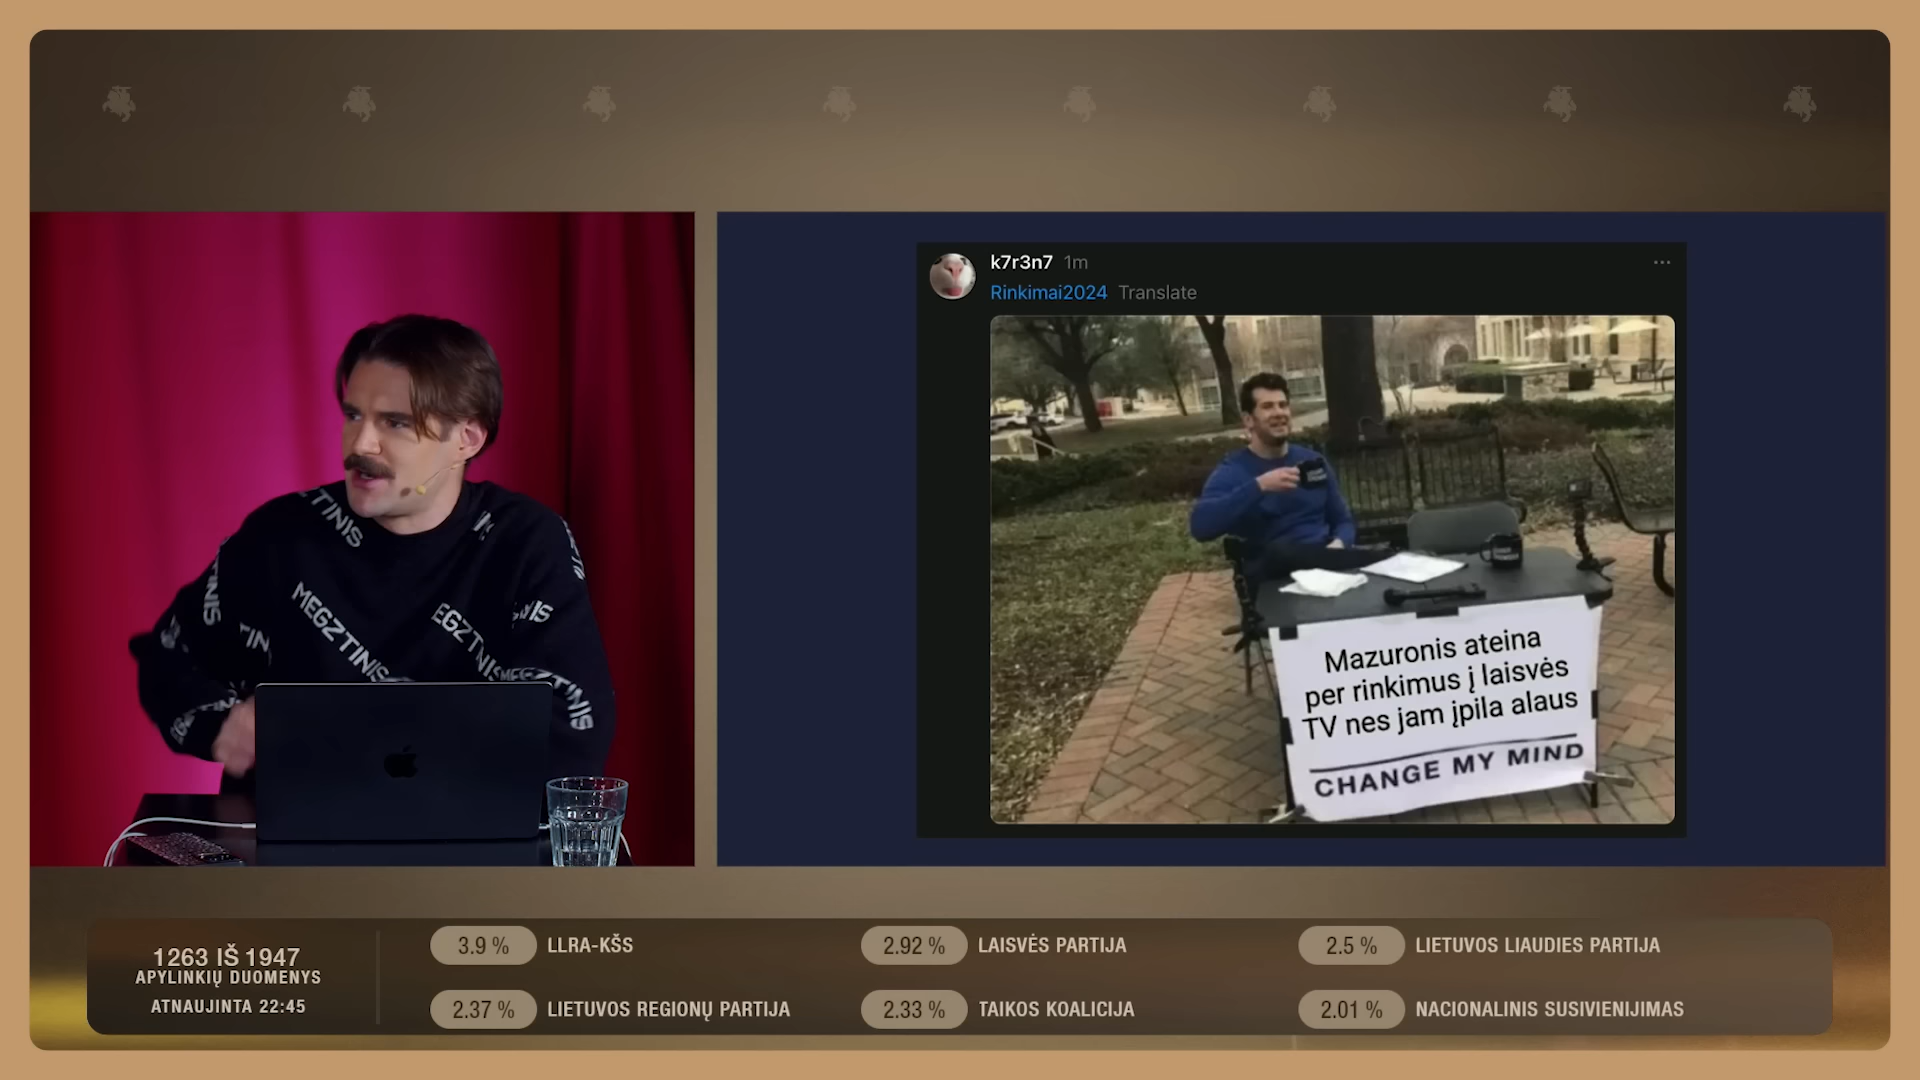 k7r3n7 1m
Rinkimai2024 Translate
Mazuronis ateina
per rinkimus į laisvės
TV nes jam įpila alaus
CHANGE MY MIND
TINIS
MEGZTINIS
1263 IŠ 1947
APYLINKIŲ DUOMENYS
ATNAUJINTA 22:45
3.9 % LLRA-KŠS
2.92 % LAISVĖS PARTIJA
2.5 % LIETUVOS LIAUDIES PARTIJA
2.37 % LIETUVOS REGIONŲ PARTIJA
2.33 % TAIKOS KOALICIJA
2.01 % NACIONALINIS SUSIVIENIJIMAS